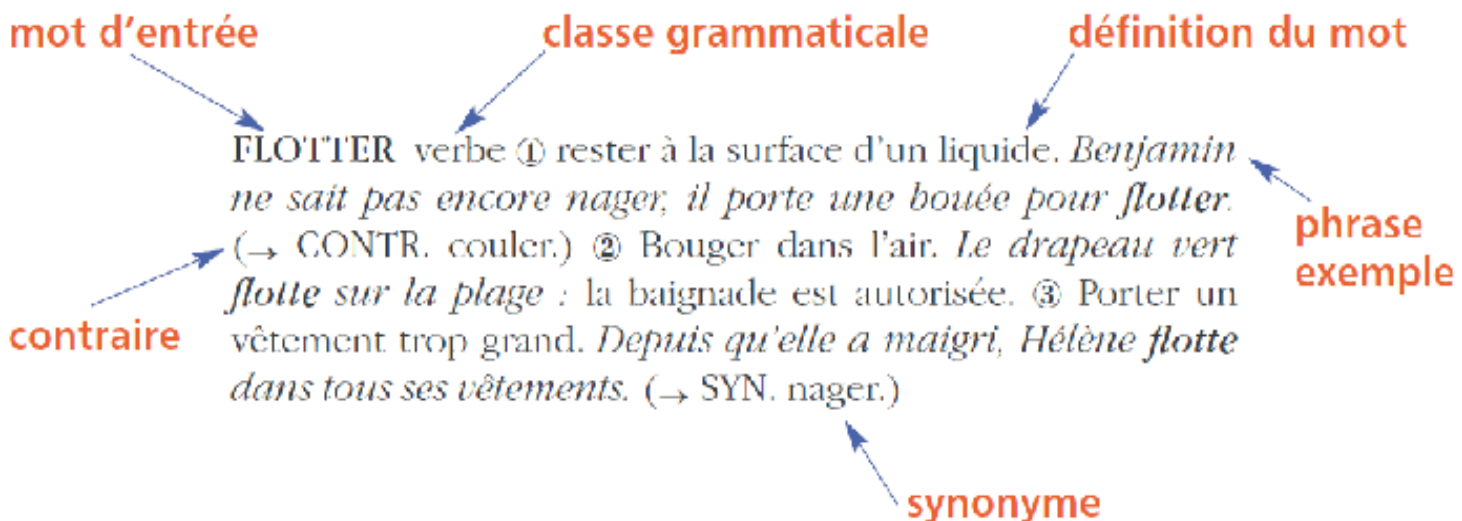 mot d'entrée classe grammaticale définition du mot
FLOTTER verbe ① rester à la surface d'un liquide. Benjamin
ne sait pas encore nager, il porte une bouée pour flotter.
(→ CONTR. couler.) ② Bouger dans l'air. Le drapeau vert
flotte sur la plage : la baignade est autorisée. ③ Porter un
vêtement trop grand. Depuis qu'elle a maigri, Hélène flotte
dans tous ses vêtements. (→ SYN. nager.)
phrase
exemple
contraire
synonyme